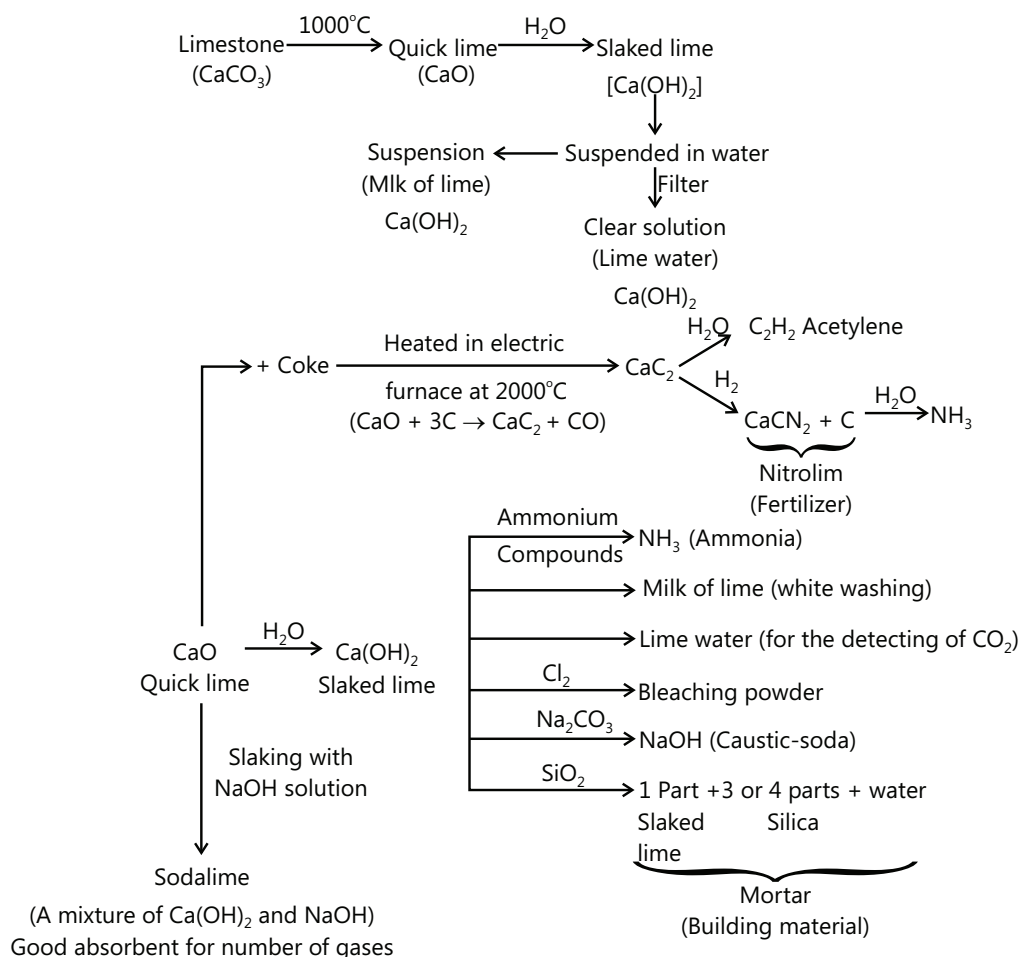 1000°C
H₂O
Limestone
Quick lime
Slaked lime
(CaCO₃)
(CaO)
[Ca(OH)₂]
Suspension
Suspended in water
(Mlk of lime)
Filter
Ca(OH)₂
Clear solution
(Lime water)
Ca(OH)₂
H₂O
C₂H₂ Acetylene
+ Coke
Heated in electric
CaC₂
furnace at 2000°C
(CaO + 3C → CaC₂ + CO)
H₂
CaCN₂ + C
H₂O
NH₃
Nitrolim
(Fertilizer)
Ammonium
Compounds
NH₃ (Ammonia)
Milk of lime (white washing)
Lime water (for the detecting of CO₂)
CaO
Quick lime
H₂O
Ca(OH)₂
Slaked lime
Cl₂
Bleaching powder
Na₂CO₃
NaOH (Caustic-soda)
SiO₂
1 Part +3 or 4 parts + water
Slaked Silica
lime
Mortar
(Building material)
Slaking with
NaOH solution
Sodalime
(A mixture of Ca(OH)₂ and NaOH)
Good absorbent for number of gases